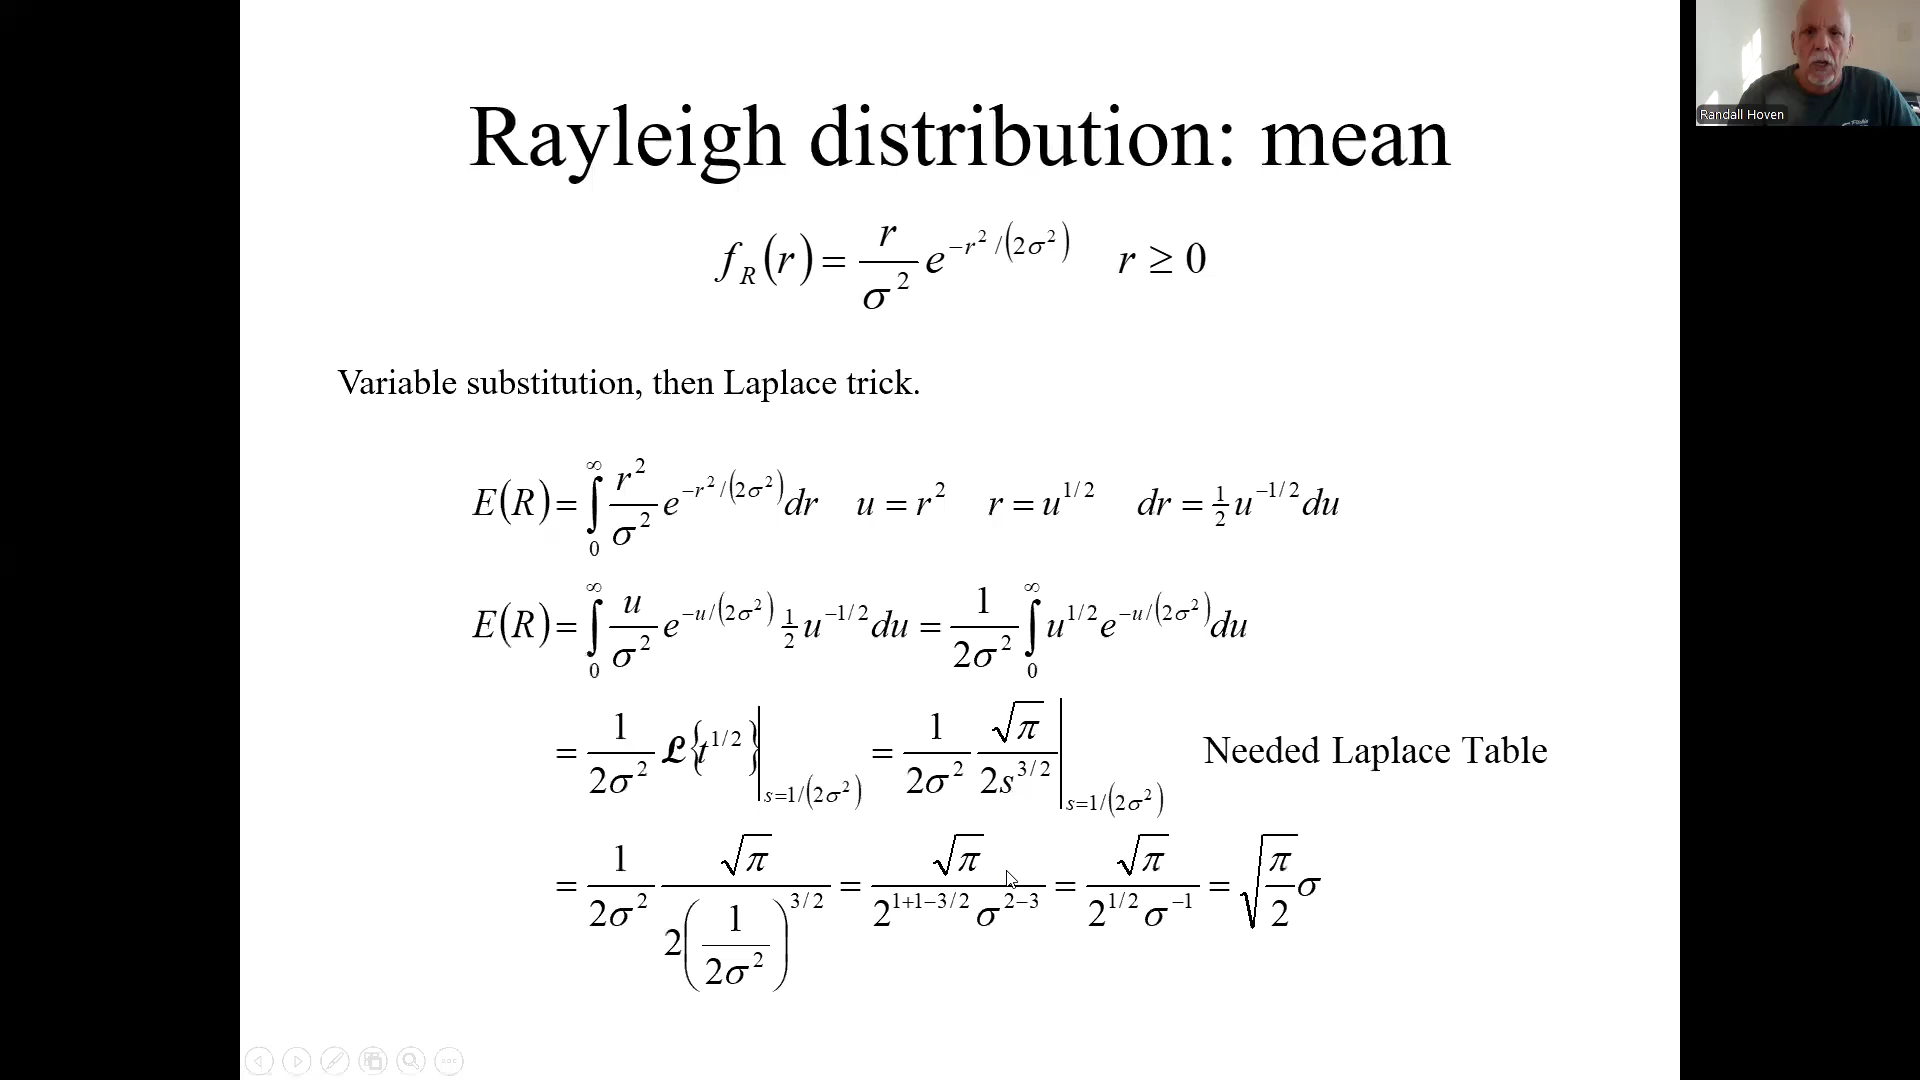 Rayleigh distribution: mean
Randall Hoven
f_R(r) = r/σ² e^{−r²/(2σ²)}   r ≥ 0
Variable substitution, then Laplace trick.
E(R) = ∫₀^∞ r²/σ² e^{−r²/(2σ²)} dr   u = r²   r = u^{1/2}   dr = ½ u^{−1/2} du
E(R) = ∫₀^∞ u/σ² e^{−u/(2σ²)} ½ u^{−1/2} du = 1/(2σ²) ∫₀^∞ u^{1/2} e^{−u/(2σ²)} du
= 1/(2σ²) ℒ{t^{1/2}}|_{s=1/(2σ²)} = 1/(2σ²) √π/(2s^{3/2})|_{s=1/(2σ²)}   Needed Laplace Table
= 1/(2σ²) √π/(2(1/(2σ²))^{3/2}) = √π/(2^{1+1−3/2} σ^{2−3}) = √π/(2^{1/2} σ^{−1}) = √(π/2) σ